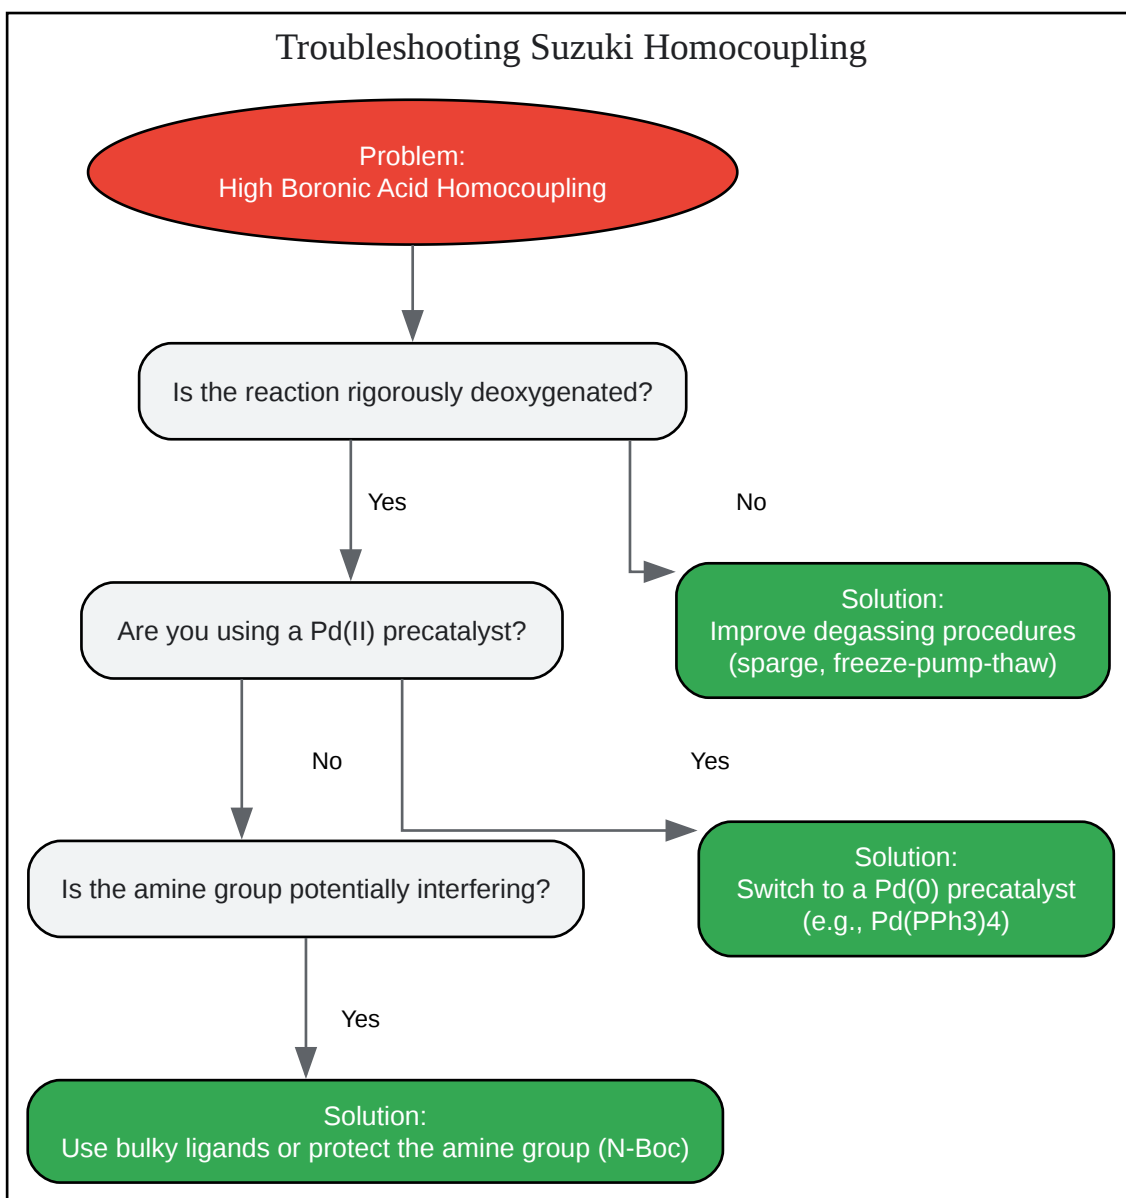 Troubleshooting Suzuki Homocoupling
Problem:
High Boronic Acid Homocoupling
Is the reaction rigorously deoxygenated?
Yes
No
Are you using a Pd(II) precatalyst?
Solution:
Improve degassing procedures
(sparge, freeze-pump-thaw)
No
Yes
Is the amine group potentially interfering?
Solution:
Switch to a Pd(0) precatalyst
(e.g., Pd(PPh3)4)
Yes
Solution:
Use bulky ligands or protect the amine group (N-Boc)